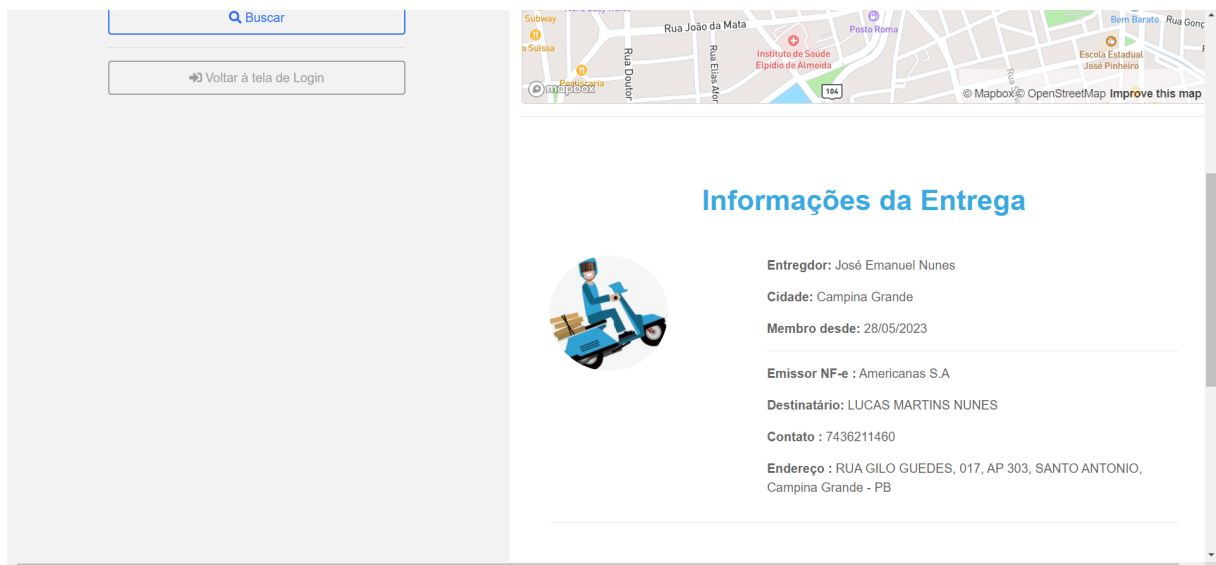 Buscar
Voltar à tela de Login
Subway
a Suissa
Rua João da Mata
Posto Roma
Bem Barato
Rua Gonç
Instituto de Saúde
Elpídio de Almeida
Escola Estadual
José Pinheiro
Rua Doutor
Rua Elias Afor
104
mapbox
© Mapbox © OpenStreetMap Improve this map
Informações da Entrega
Entregdor: José Emanuel Nunes
Cidade: Campina Grande
Membro desde: 28/05/2023
Emissor NF-e : Americanas S.A
Destinatário: LUCAS MARTINS NUNES
Contato : 7436211460
Endereço : RUA GILO GUEDES, 017, AP 303, SANTO ANTONIO,
Campina Grande - PB